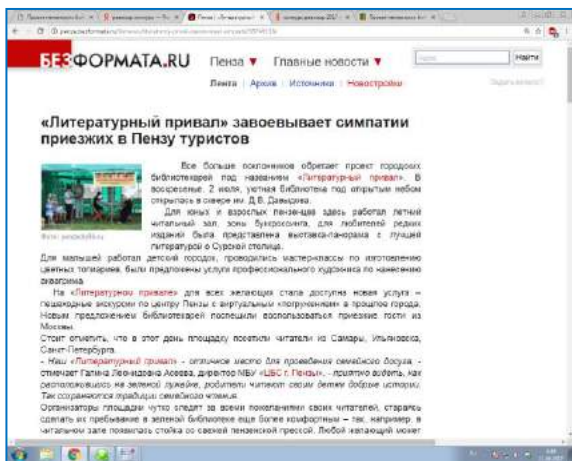 БЕЗФОРМАТА.RU
Пенза ▼ Главные новости ▼
Найти
Лента | Архив | Источники | Новостройки
«Литературный привал» завоевывает симпатии
приезжих в Пензу туристов
Все больше поклонников обретает проект городских
библиотекарей под названием «Литературный привал». В
воскресенье, 2 июля, уютная библиотека под открытым небом
открылась в сквере им. Д.В. Давыдова.
Для юных и взрослых пензенцев здесь работал летний
читальный зал, зоны буккроссинга, для любителей редких
изданий была представлена выставка-панорама с лучшей
литературой о Сурской столице.
Для малышей работал детский городок, проводились мастер-классы по изготовлению
цветных топиариев, были предложены услуги профессионального художника по нанесению
аквагрима.
На «Литературном привале» для всех желающих стала доступна новая услуга –
пешеходные экскурсии по центру Пензы с виртуальным «погружением» в прошлое города.
Новым предложением библиотекарей поспешили воспользоваться приезжие гости из
Москвы.
Стоит отметить, что в этот день площадку посетили читатели из Самары, Ульяновска,
Санкт-Петербурга.
- Наш «Литературный привал» - отличное место для проведения семейного досуга, -
отмечает Галина Леонидовна Асеева, директор МБУ «ЦБС г. Пензы», - приятно видеть, как
расположившись на зеленой лужайке, родители читают своим детям добрые истории.
Так сохраняются традиции семейного чтения.
Организаторы площадки чутко следят за всеми пожеланиями своих читателей, стараясь
сделать их пребывание в зеленой библиотеке еще более комфортным – так, например, в
читальном зале появилась стойка со свежей пензенской прессой. Любой желающий может